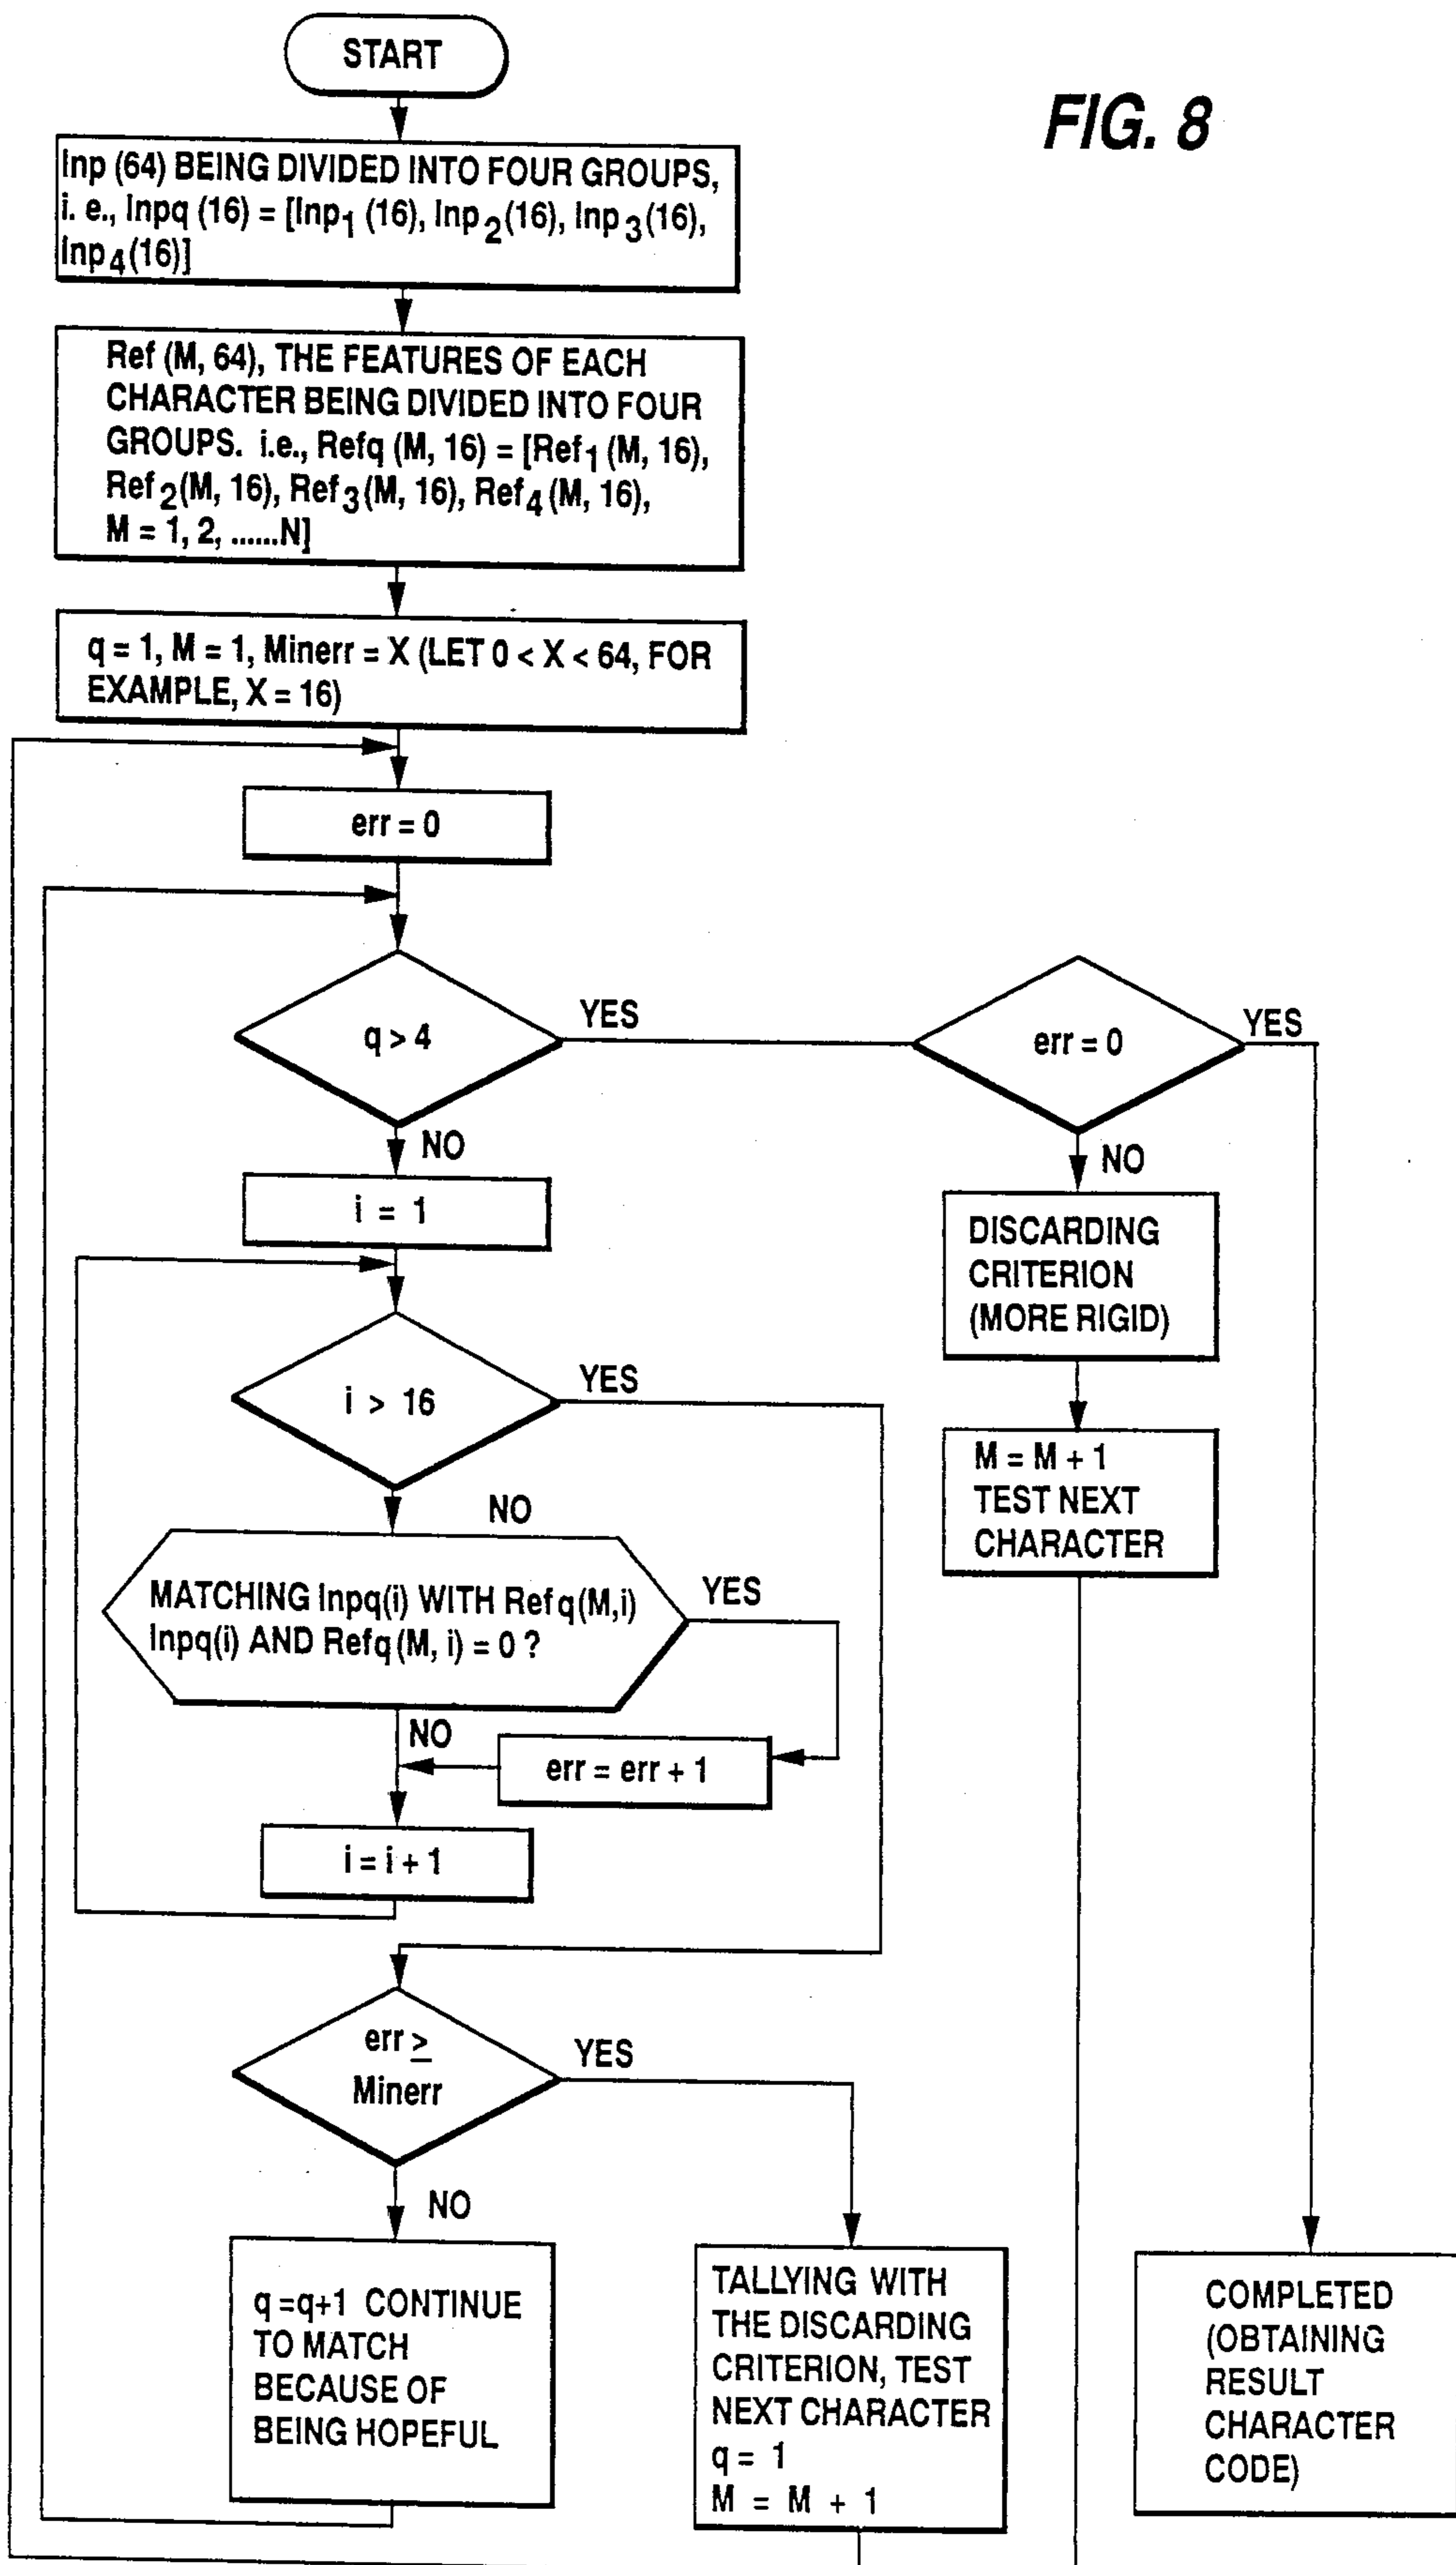 START
FIG. 8
Inp (64) BEING DIVIDED INTO FOUR GROUPS,
i. e., Inpq (16) = [Inp1 (16), Inp2(16), Inp3(16),
Inp4(16)]
Ref (M, 64), THE FEATURES OF EACH
CHARACTER BEING DIVIDED INTO FOUR
GROUPS. i.e., Refq (M, 16) = [Ref1 (M, 16),
Ref2(M, 16), Ref3(M, 16), Ref4(M, 16),
M = 1, 2, ......N]
q = 1, M = 1, Minerr = X (LET 0 < X < 64, FOR
EXAMPLE, X = 16)
err = 0
q > 4
YES
err = 0
YES
NO
NO
i = 1
DISCARDING
CRITERION
(MORE RIGID)
i > 16
YES
M = M + 1
TEST NEXT
CHARACTER
NO
MATCHING Inpq(i) WITH Refq(M,i)
Inpq(i) AND Refq(M, i) = 0 ?
YES
NO
err = err + 1
i = i + 1
err ≥
Minerr
YES
NO
q =q+1 CONTINUE
TO MATCH
BECAUSE OF
BEING HOPEFUL
TALLYING WITH
THE DISCARDING
CRITERION, TEST
NEXT CHARACTER
q = 1
M = M + 1
COMPLETED
(OBTAINING
RESULT
CHARACTER
CODE)